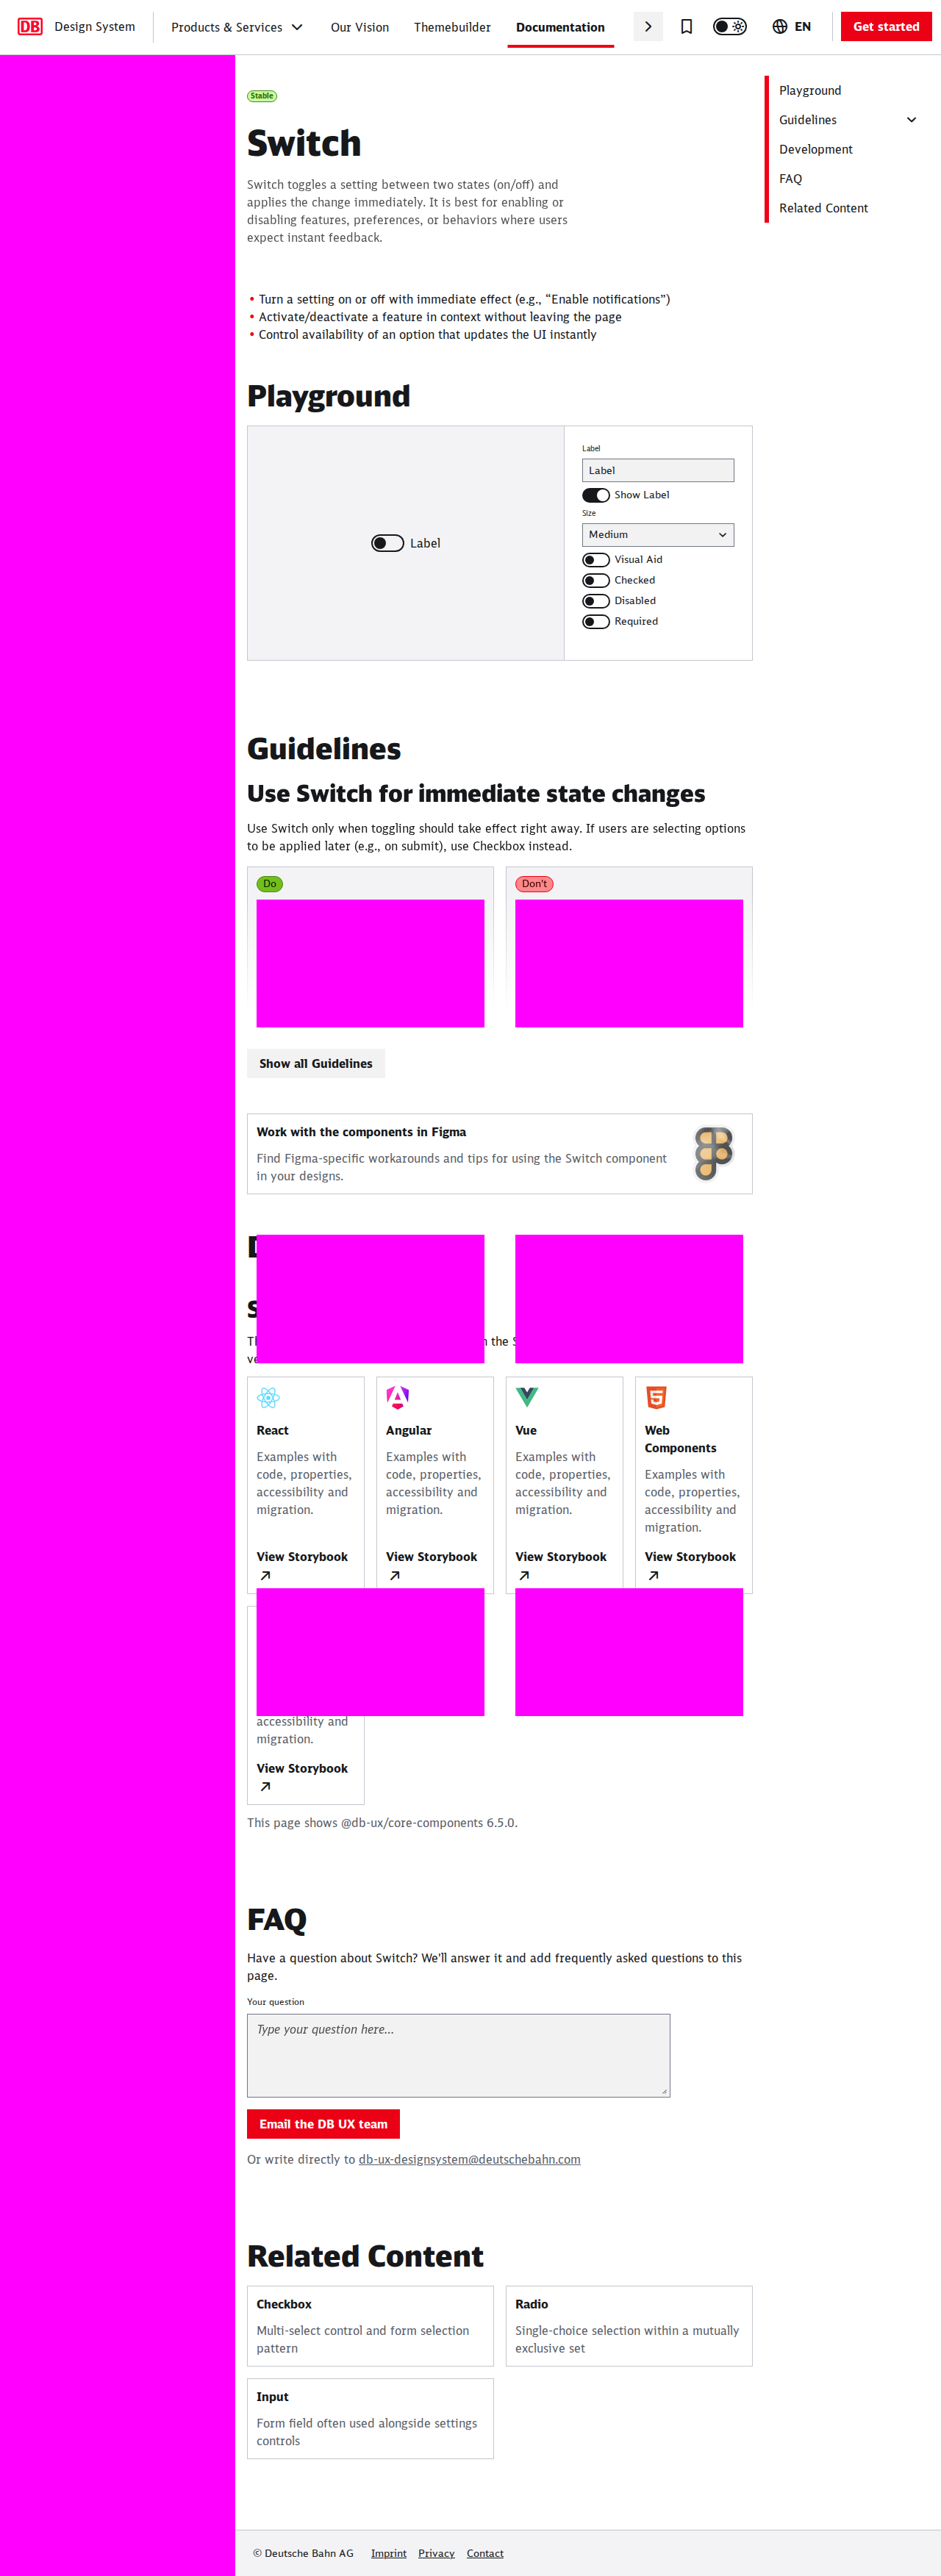 DB Design System Products & Services Our Vision Themebuilder Documentation EN Get started
Stable
Switch
Switch toggles a setting between two states (on/off) and
applies the change immediately. It is best for enabling or
disabling features, preferences, or behaviors where users
expect instant feedback.
• Turn a setting on or off with immediate effect (e.g., “Enable notifications”)
• Activate/deactivate a feature in context without leaving the page
• Control availability of an option that updates the UI instantly
Playground
Guidelines
Development
FAQ
Related Content
Playground
Label
Label
Label
Show Label
Size
Medium
Visual Aid
Checked
Disabled
Required
Guidelines
Use Switch for immediate state changes
Use Switch only when toggling should take effect right away. If users are selecting options
to be applied later (e.g., on submit), use Checkbox instead.
Do
Don't
Show all Guidelines
Work with the components in Figma
Find Figma-specific workarounds and tips for using the Switch component
in your designs.
the
React
Examples with
code, properties,
accessibility and
migration.
View Storybook
Angular
Examples with
code, properties,
accessibility and
migration.
View Storybook
Vue
Examples with
code, properties,
accessibility and
migration.
View Storybook
Web
Components
Examples with
code, properties,
accessibility and
migration.
View Storybook
accessibility and
migration.
View Storybook
This page shows @db-ux/core-components 6.5.0.
FAQ
Have a question about Switch? We'll answer it and add frequently asked questions to this
page.
Your question
Type your question here...
Email the DB UX team
Or write directly to db-ux-designsystem@deutschebahn.com
Related Content
Checkbox
Multi-select control and form selection
pattern
Radio
Single-choice selection within a mutually
exclusive set
Input
Form field often used alongside settings
controls
© Deutsche Bahn AG Imprint Privacy Contact